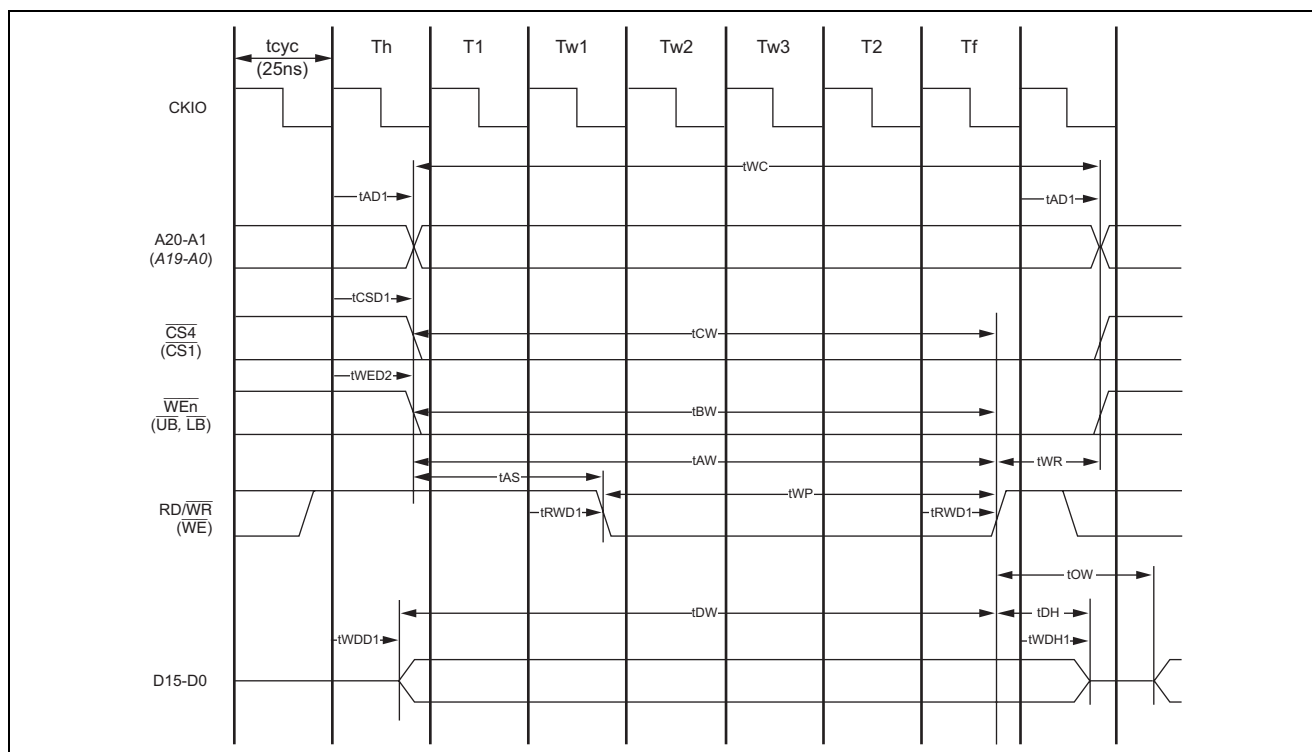 tcyc Th T1 Tw1 Tw2 Tw3 T2 Tf
(25ns)
CKIO
tWC
tAD1 tAD1
A20-A1
(A19-A0)
tCSD1
CS4 tCW
(CS1)
tWED2
WEn tBW
(UB, LB)
tAW tWR
tAS
tWP
RD/WR
(WE) tRWD1 tRWD1
tOW
tDW tDH
tWDD1 tWDH1
D15-D0